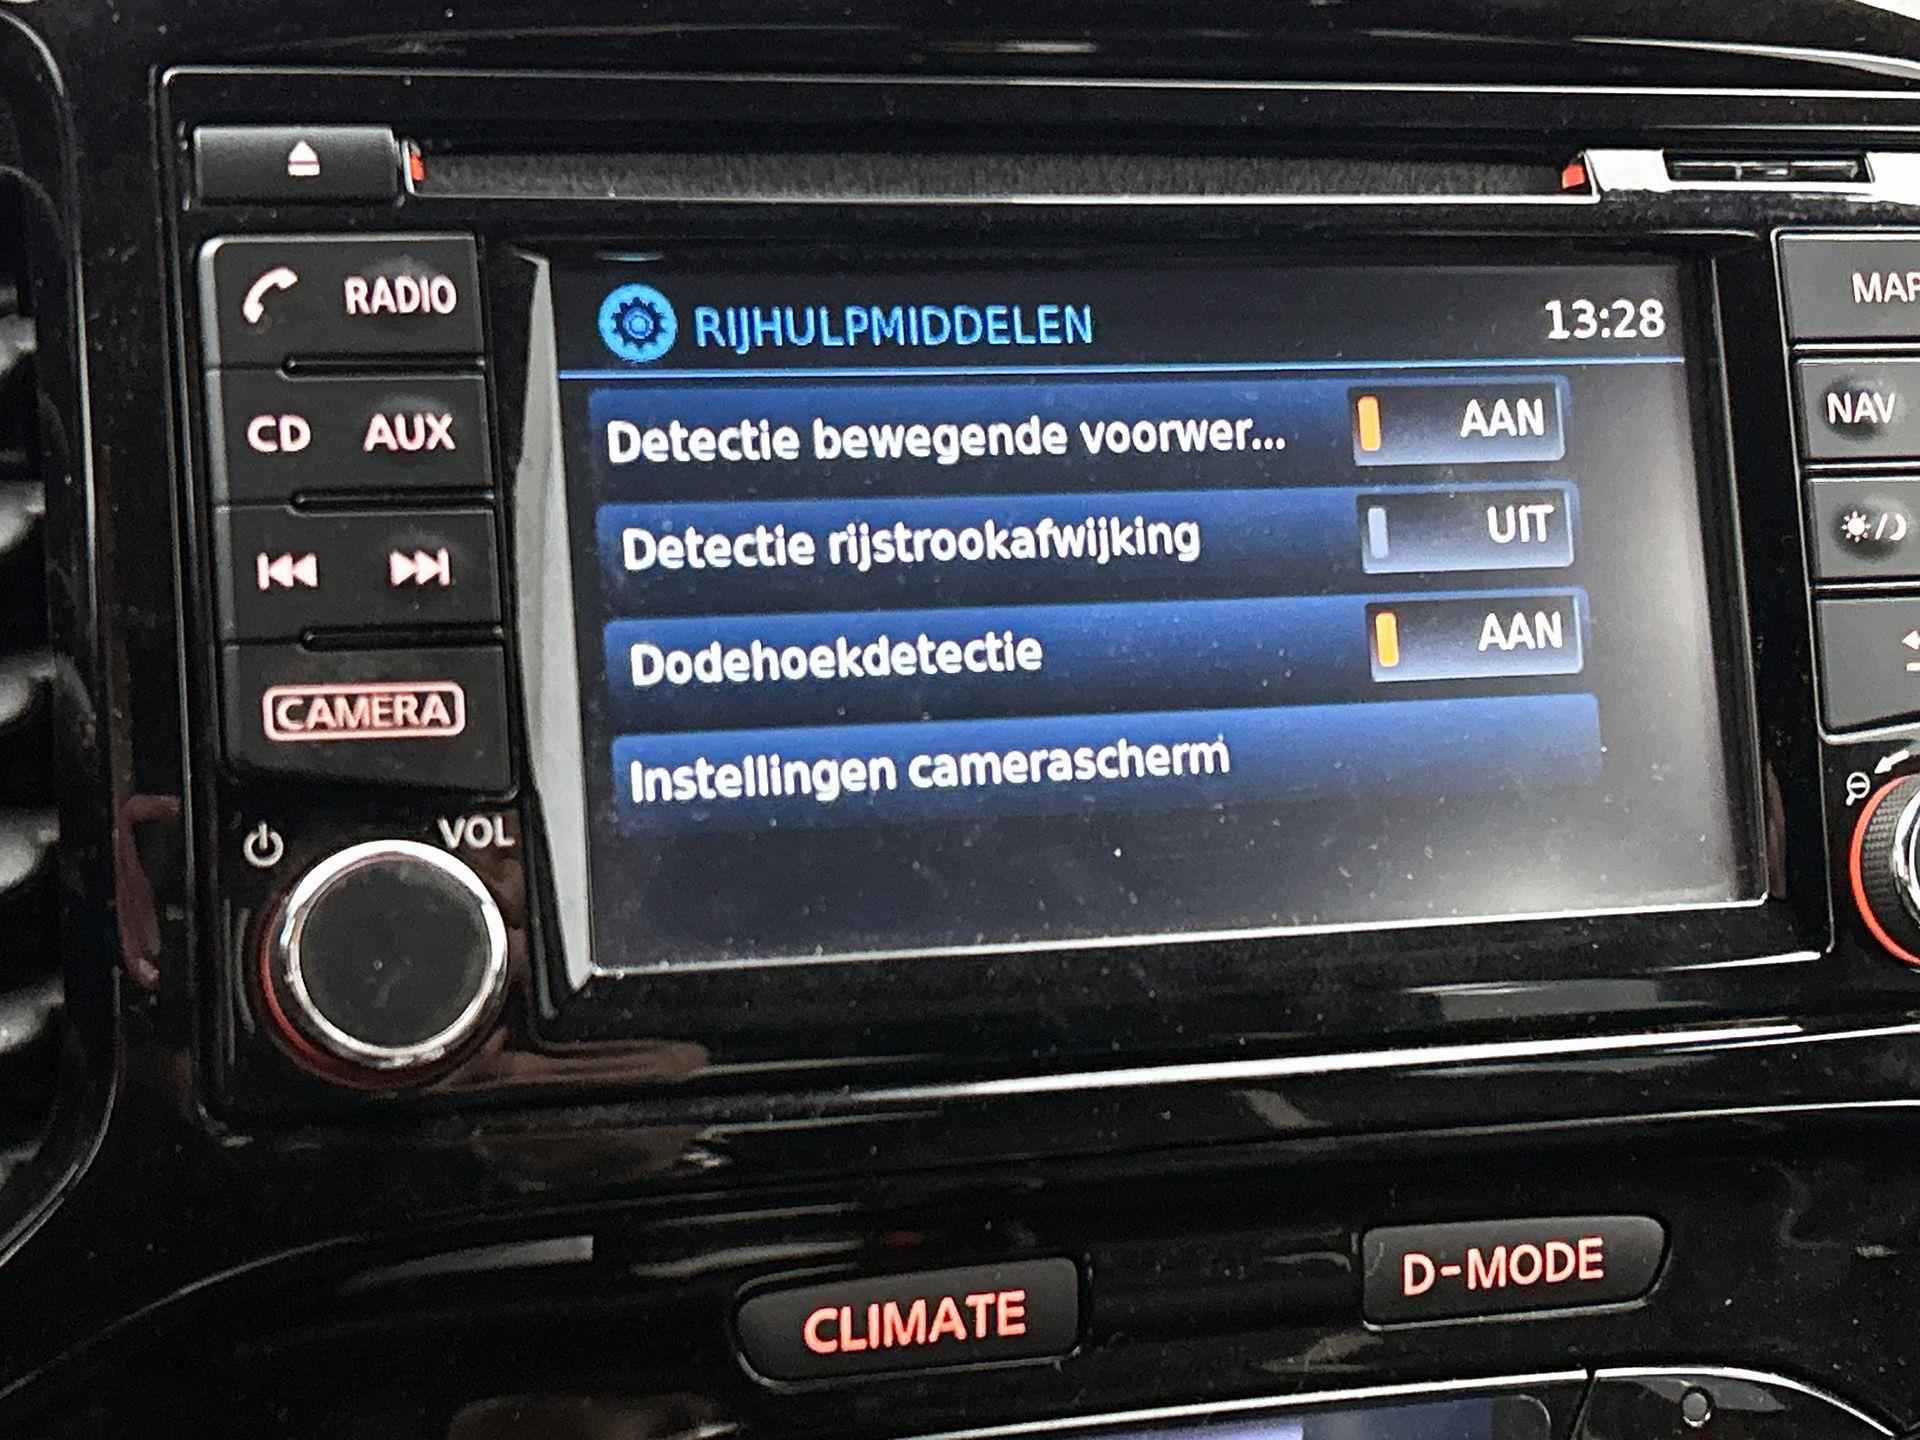 RADIO
CD AUX
CAMERA
VOL
RIJHULPMIDDELEN 13:28
Detectie bewegende voorwer... AAN
Detectie rijstrookafwijking UIT
Dodehoekdetectie AAN
Instellingen camerascherm
MAP
NAV
CLIMATE
D-MODE